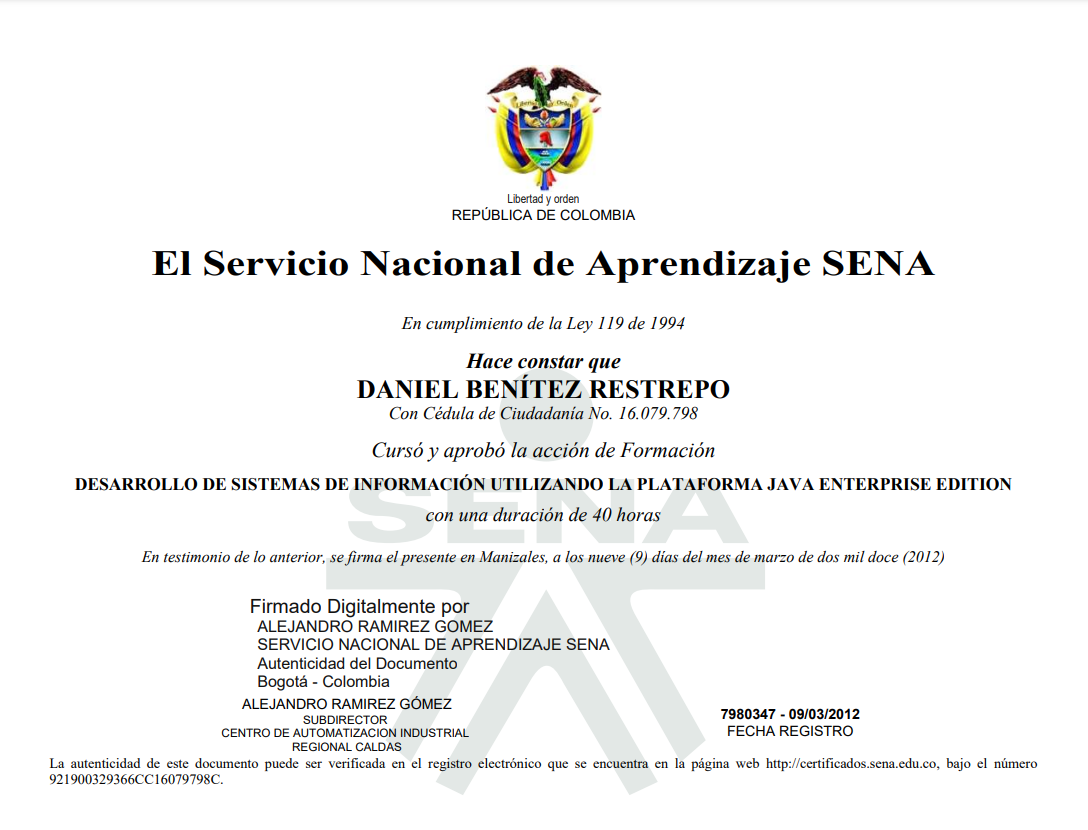 Libertad y Orden
Libertad y orden
REPÚBLICA DE COLOMBIA
El Servicio Nacional de Aprendizaje SENA
En cumplimiento de la Ley 119 de 1994
Hace constar que
DANIEL BENÍTEZ RESTREPO
Con Cédula de Ciudadanía No. 16.079.798
Cursó y aprobó la acción de Formación
DESARROLLO DE SISTEMAS DE INFORMACIÓN UTILIZANDO LA PLATAFORMA JAVA ENTERPRISE EDITION
SENA
con una duración de 40 horas
En testimonio de lo anterior, se firma el presente en Manizales, a los nueve (9) días del mes de marzo de dos mil doce (2012)
Firmado Digitalmente por
ALEJANDRO RAMIREZ GOMEZ
SERVICIO NACIONAL DE APRENDIZAJE SENA
Autenticidad del Documento
Bogotá - Colombia
ALEJANDRO RAMIREZ GÓMEZ
SUBDIRECTOR
CENTRO DE AUTOMATIZACION INDUSTRIAL
REGIONAL CALDAS
7980347 - 09/03/2012
FECHA REGISTRO
La autenticidad de este documento puede ser verificada en el registro electrónico que se encuentra en la página web http://certificados.sena.edu.co, bajo el número
921900329366CC16079798C.